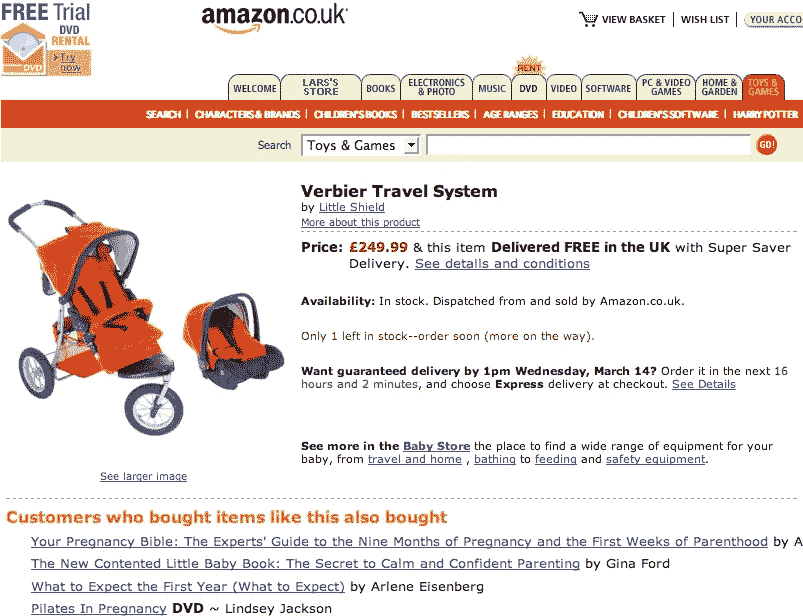 FREE Trial
DVD
RENTAL
Try
now
DVD
amazon.co.uk
VIEW BASKET | WISH LIST | YOUR ACCO
RENT
WELCOME
LARS'S
STORE
BOOKS
ELECTRONICS
& PHOTO
MUSIC
DVD
VIDEO
SOFTWARE
PC & VIDEO
GAMES
HOME &
GARDEN
TOYS &
GAMES
SEARCH | CHARACTERS & BRANDS | CHILDREN'S BOOKS | BESTSELLERS | AGE RANGES | EDUCATION | CHILDREN'S SOFTWARE | HARRY POTTER
Search Toys & Games GO!
Verbier Travel System
by Little Shield
More about this product
Price: £249.99 & this item Delivered FREE in the UK with Super Saver
Delivery. See details and conditions
Availability: In stock. Dispatched from and sold by Amazon.co.uk.
Only 1 left in stock--order soon (more on the way).
Want guaranteed delivery by 1pm Wednesday, March 14? Order it in the next 16
hours and 2 minutes, and choose Express delivery at checkout. See Details
See more in the Baby Store the place to find a wide range of equipment for your
baby, from travel and home , bathing to feeding and safety equipment.
See larger image
Customers who bought items like this also bought
Your Pregnancy Bible: The Experts' Guide to the Nine Months of Pregnancy and the First Weeks of Parenthood by A
The New Contented Little Baby Book: The Secret to Calm and Confident Parenting by Gina Ford
What to Expect the First Year (What to Expect) by Arlene Eisenberg
Pilates In Pregnancy DVD ~ Lindsey Jackson